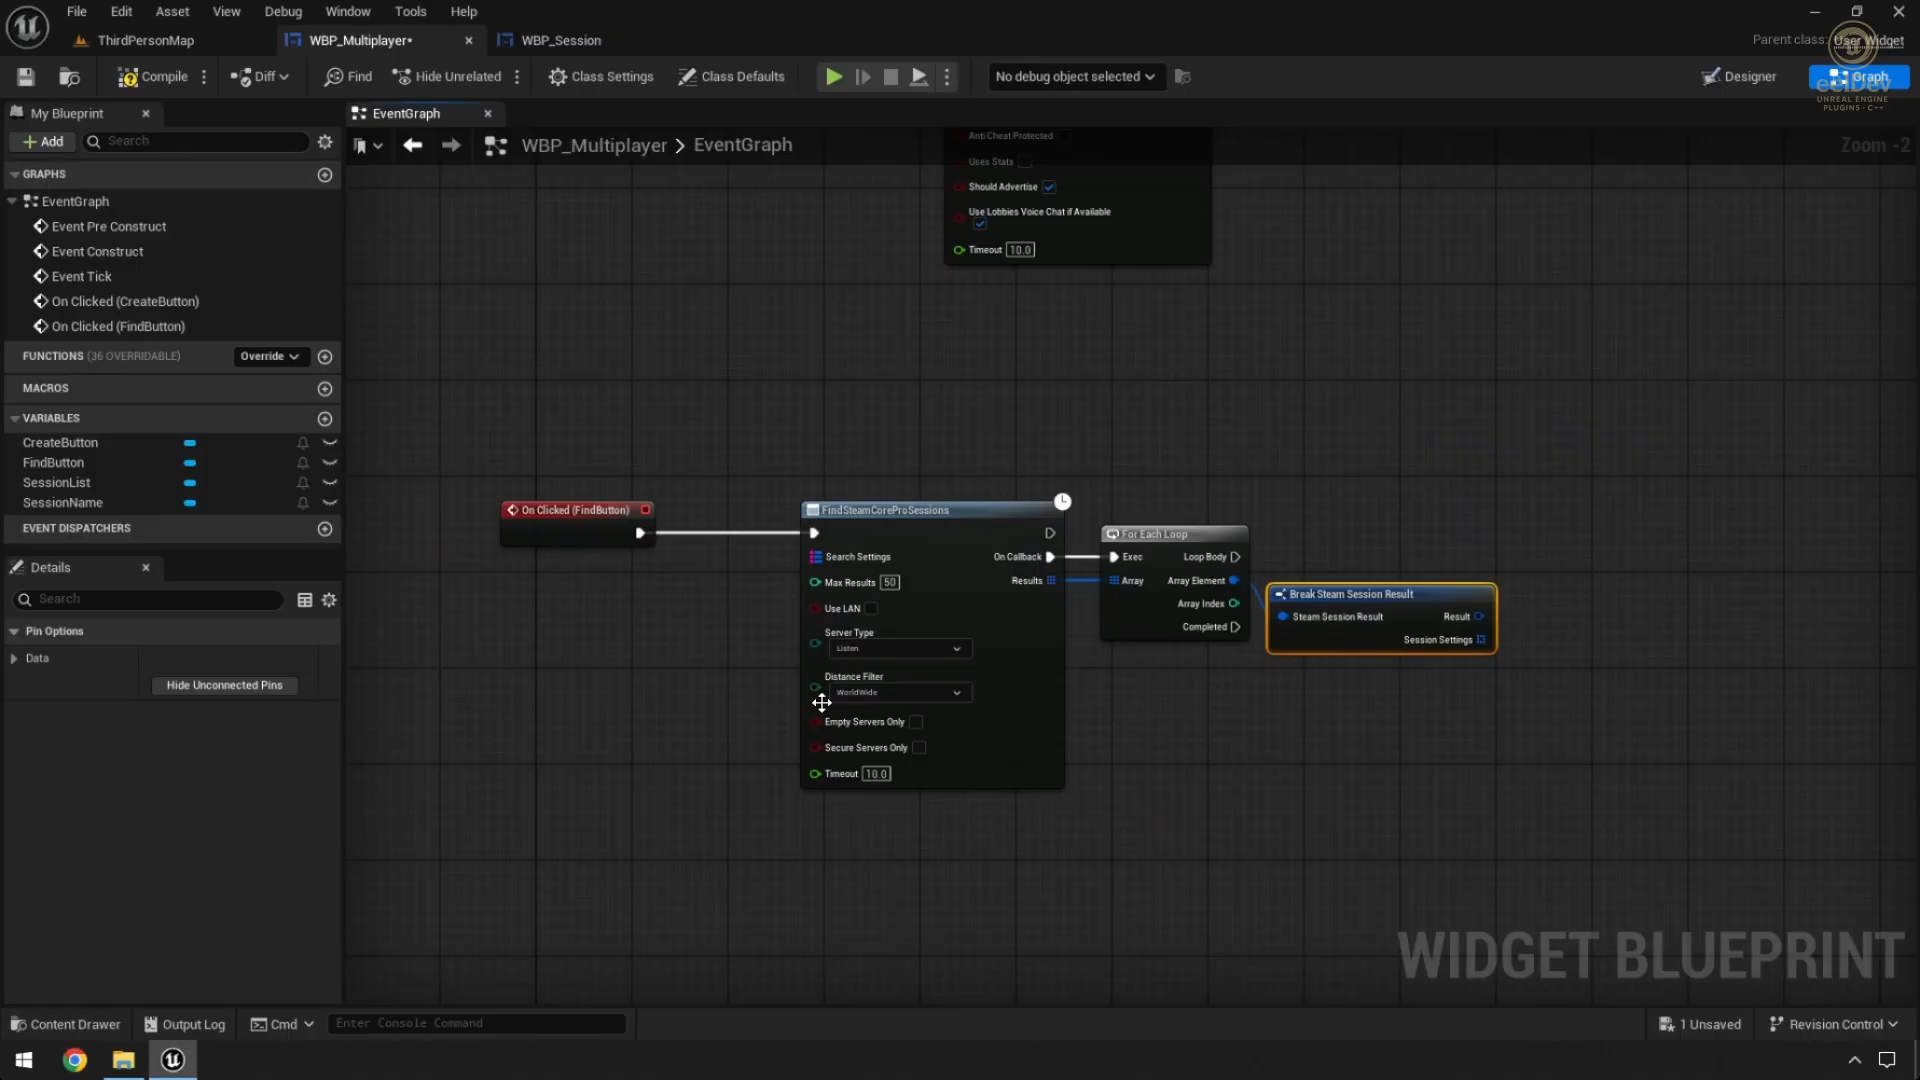 File Edit View Asset Settings Debug Window Tools Help
ThirdPersonMap
WBP_Multiplayer*
WBP_Session
Parent class: User Widget
Compile
Diff
Find
Hide Unrelated
Class Settings
Class Defaults
No debug object selected
Designer
Graph
eelDev
UNREAL ENGINE
PLUGINS · C++
My Blueprint
EventGraph
Add
Search
WBP_Multiplayer > EventGraph
Zoom -2
GRAPHS
EventGraph
Event Pre Construct
Event Construct
Event Tick
On Clicked (CreateButton)
On Clicked (FindButton)
FUNCTIONS (36 OVERRIDABLE)
Override
MACROS
VARIABLES
CreateButton
FindButton
SessionList
SessionName
EVENT DISPATCHERS
Details
Search
Pin Options
Data
Hide Unconnected Pins
Anti Cheat Protected
Uses Stats
Should Advertise
Use Lobbies Voice Chat if Available
Timeout 10.0
On Clicked (FindButton)
FindSteamCoreProSessions
Search Settings
On Callback
Max Results 50
Results
Use LAN
Server Type
Listen
Distance Filter
WorldWide
Empty Servers Only
Secure Servers Only
Timeout 10.0
For Each Loop
Exec
Loop Body
Array
Array Element
Array Index
Completed
Break Steam Session Result
Steam Session Result
Result
Session Settings
WIDGET BLUEPRINT
Content Drawer
Output Log
Cmd
Enter Console Command
1 Unsaved
Revision Control